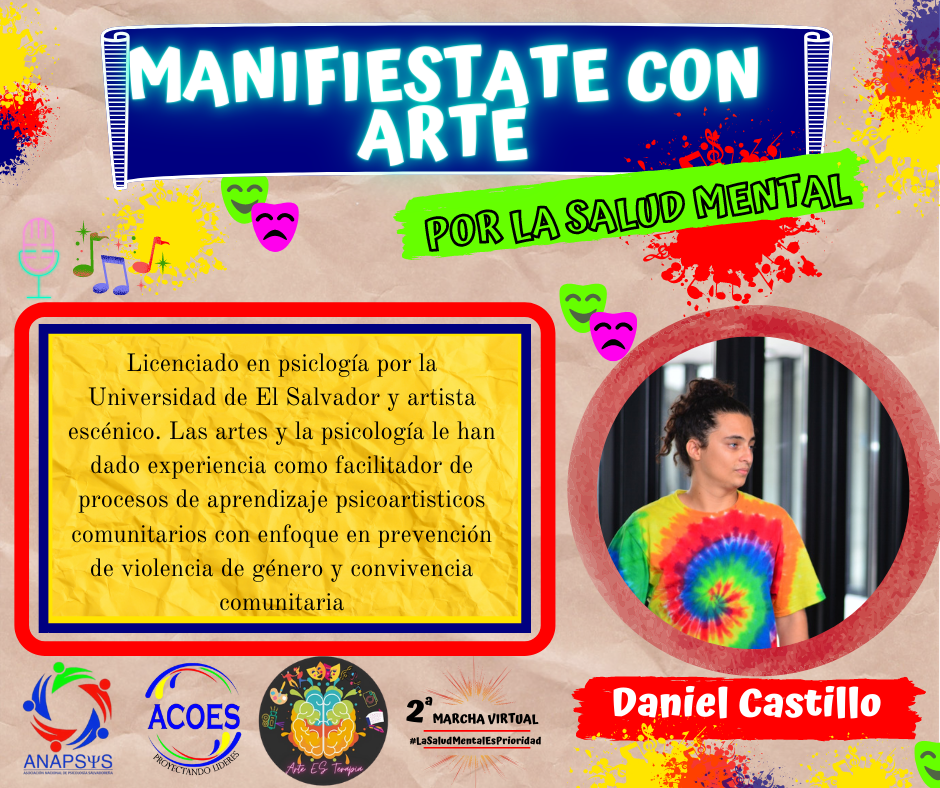 MANIFIESTATE CON
ARTE
POR LA SALUD MENTAL
Licenciado en psiclogía por la
Universidad de El Salvador y artista
escénico. Las artes y la psicología le han
dado experiencia como facilitador de
procesos de aprendizaje psicoartisticos
comunitarios con enfoque en prevención
de violencia de género y convivencia
comunitaria
Daniel Castillo
ANAPSΨS
ASOCIACIÓN NACIONAL DE PSICOLOGÍA SALVADOREÑA
ACOES
PROYECTANDO LIDERES
Arte ES Terapia
2ª MARCHA VIRTUAL
#LaSaludMentalEsPrioridad